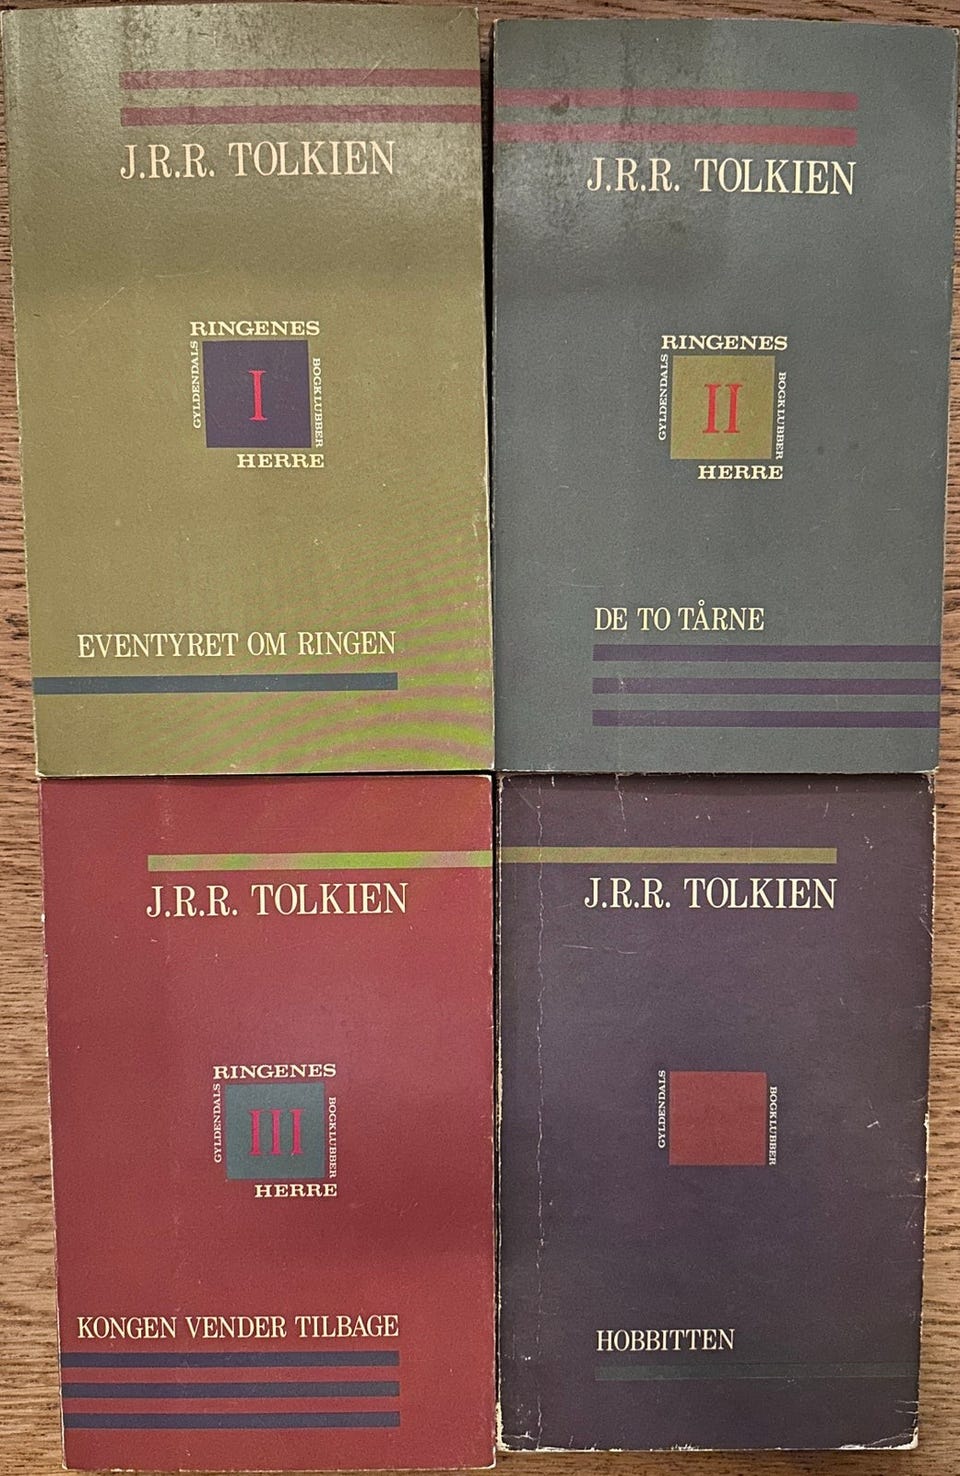 J.R.R. TOLKIEN
RINGENES
GYLDENDALS
I
BOGKLUBBER
HERRE
EVENTYRET OM RINGEN
J.R.R. TOLKIEN
RINGENES
GYLDENDALS
II
BOGKLUBBER
HERRE
DE TO TÅRNE
J.R.R. TOLKIEN
RINGENES
GYLDENDALS
III
BOGKLUBBER
HERRE
KONGEN VENDER TILBAGE
J.R.R. TOLKIEN
GYLDENDALS
BOGKLUBBER
HOBBITTEN